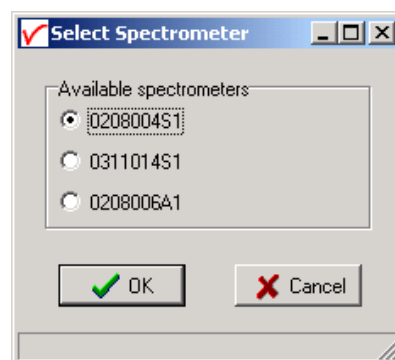 Select Spectrometer
Available spectrometers
0208004S1
0311014S1
0208006A1
OK
Cancel